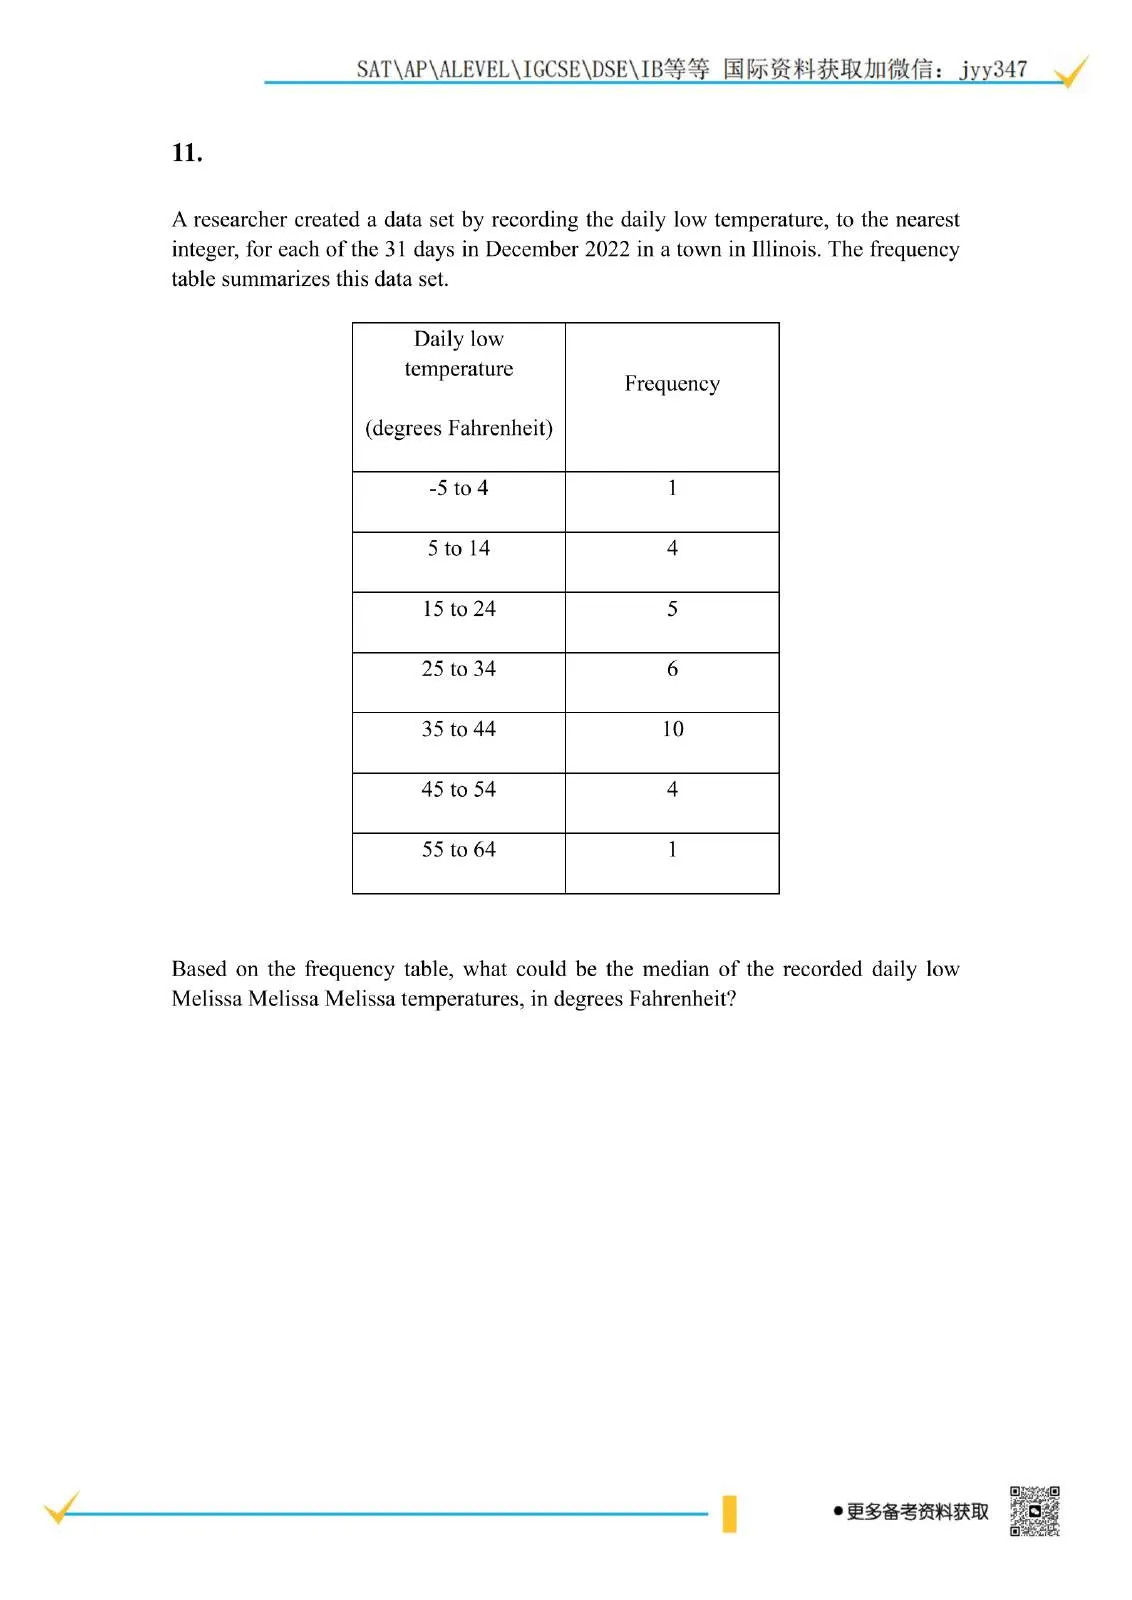 SAT\AP\ALEVEL\IGCSE\DSE\IB等等 国际资料获取加微信: jyy347
11.
A researcher created a data set by recording the daily low temperature, to the nearest
integer, for each of the 31 days in December 2022 in a town in Illinois. The frequency
table summarizes this data set.
Daily low
temperature
(degrees Fahrenheit)
Frequency
-5 to 4 1
5 to 14 4
15 to 24 5
25 to 34 6
35 to 44 10
45 to 54 4
55 to 64 1
Based on the frequency table, what could be the median of the recorded daily low
Melissa Melissa Melissa temperatures, in degrees Fahrenheit?
●更多备考资料获取